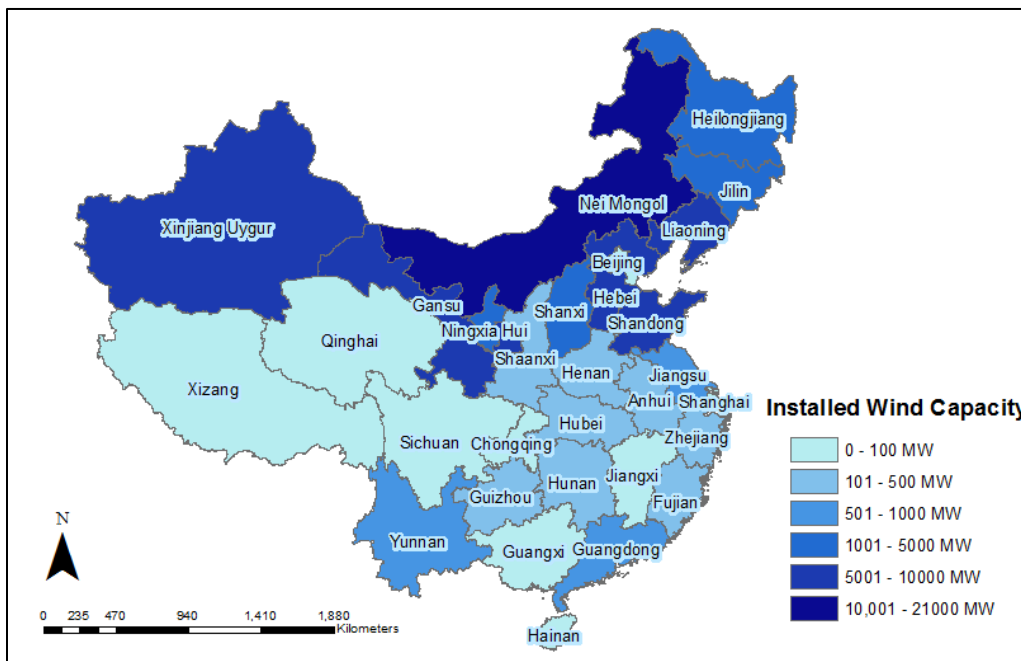 Heilongjiang
Jilin
Nei Mongol
Liaoning
Xinjiang Uygur
Beijing
Gansu
Hebei
Shanxi
Shandong
Ningxia Hui
Qinghai
Shaanxi
Henan
Jiangsu
Xizang
Anhui
Shanghai
Hubei
Sichuan
Chongqing
Zhejiang
Jiangxi
Hunan
Guizhou
Fujian
Yunnan
Guangxi
Guangdong
Hainan
Installed Wind Capacity
0 - 100 MW
101 - 500 MW
501 - 1000 MW
1001 - 5000 MW
5001 - 10000 MW
10,001 - 21000 MW
N
0 235 470 940 1,410 1,880
Kilometers